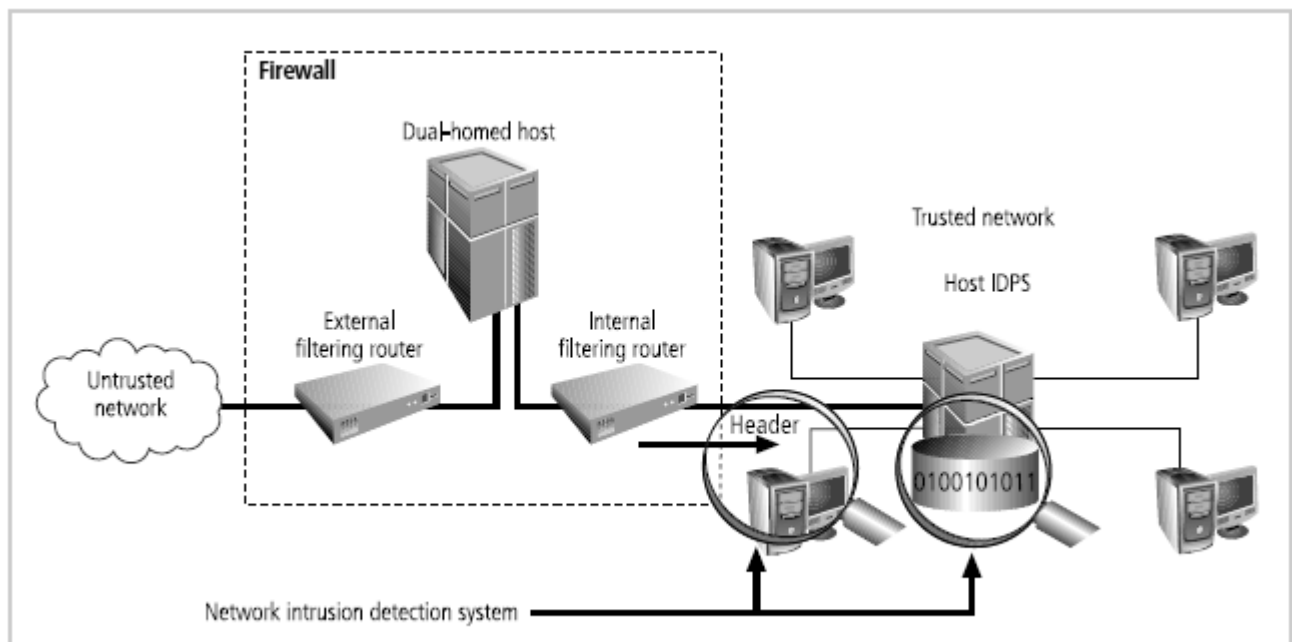 Firewall
Dual-homed host
Trusted network
Host IDPS
External
filtering router
Internal
filtering router
Untrusted
network
Header
0100101011
Network intrusion detection system